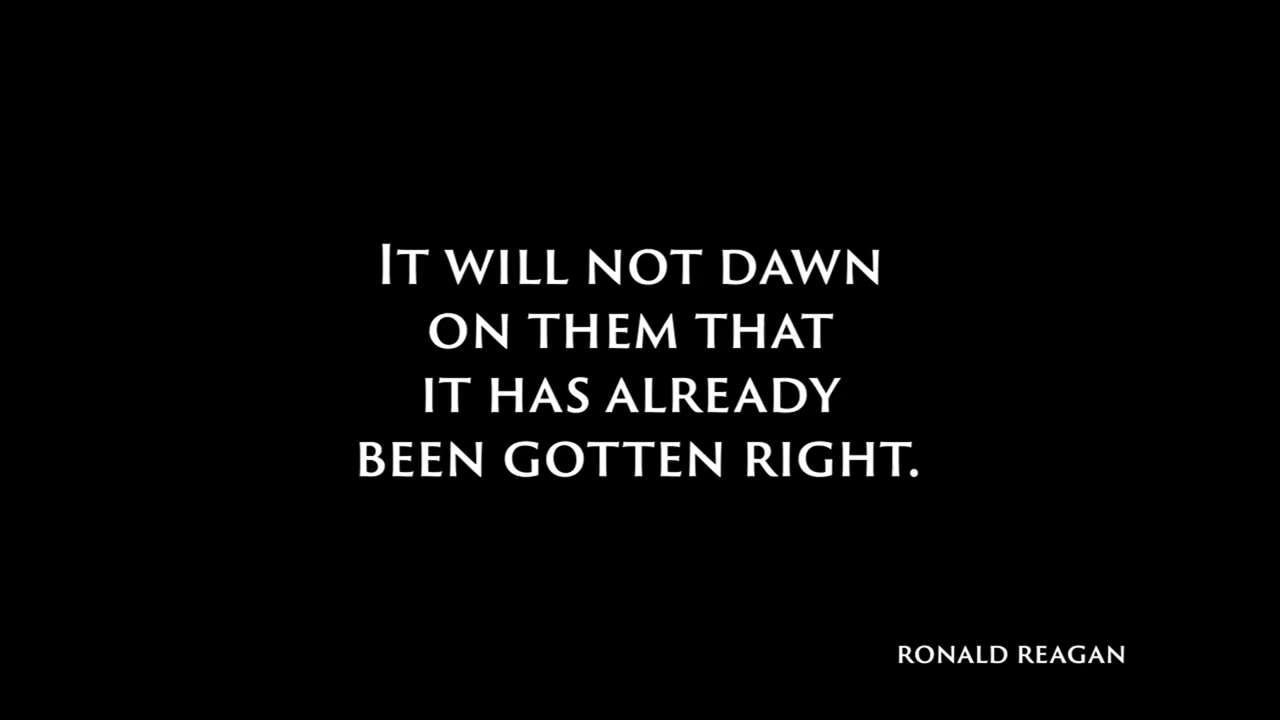 It will not dawn
on them that
it has already
been gotten right.
Ronald Reagan